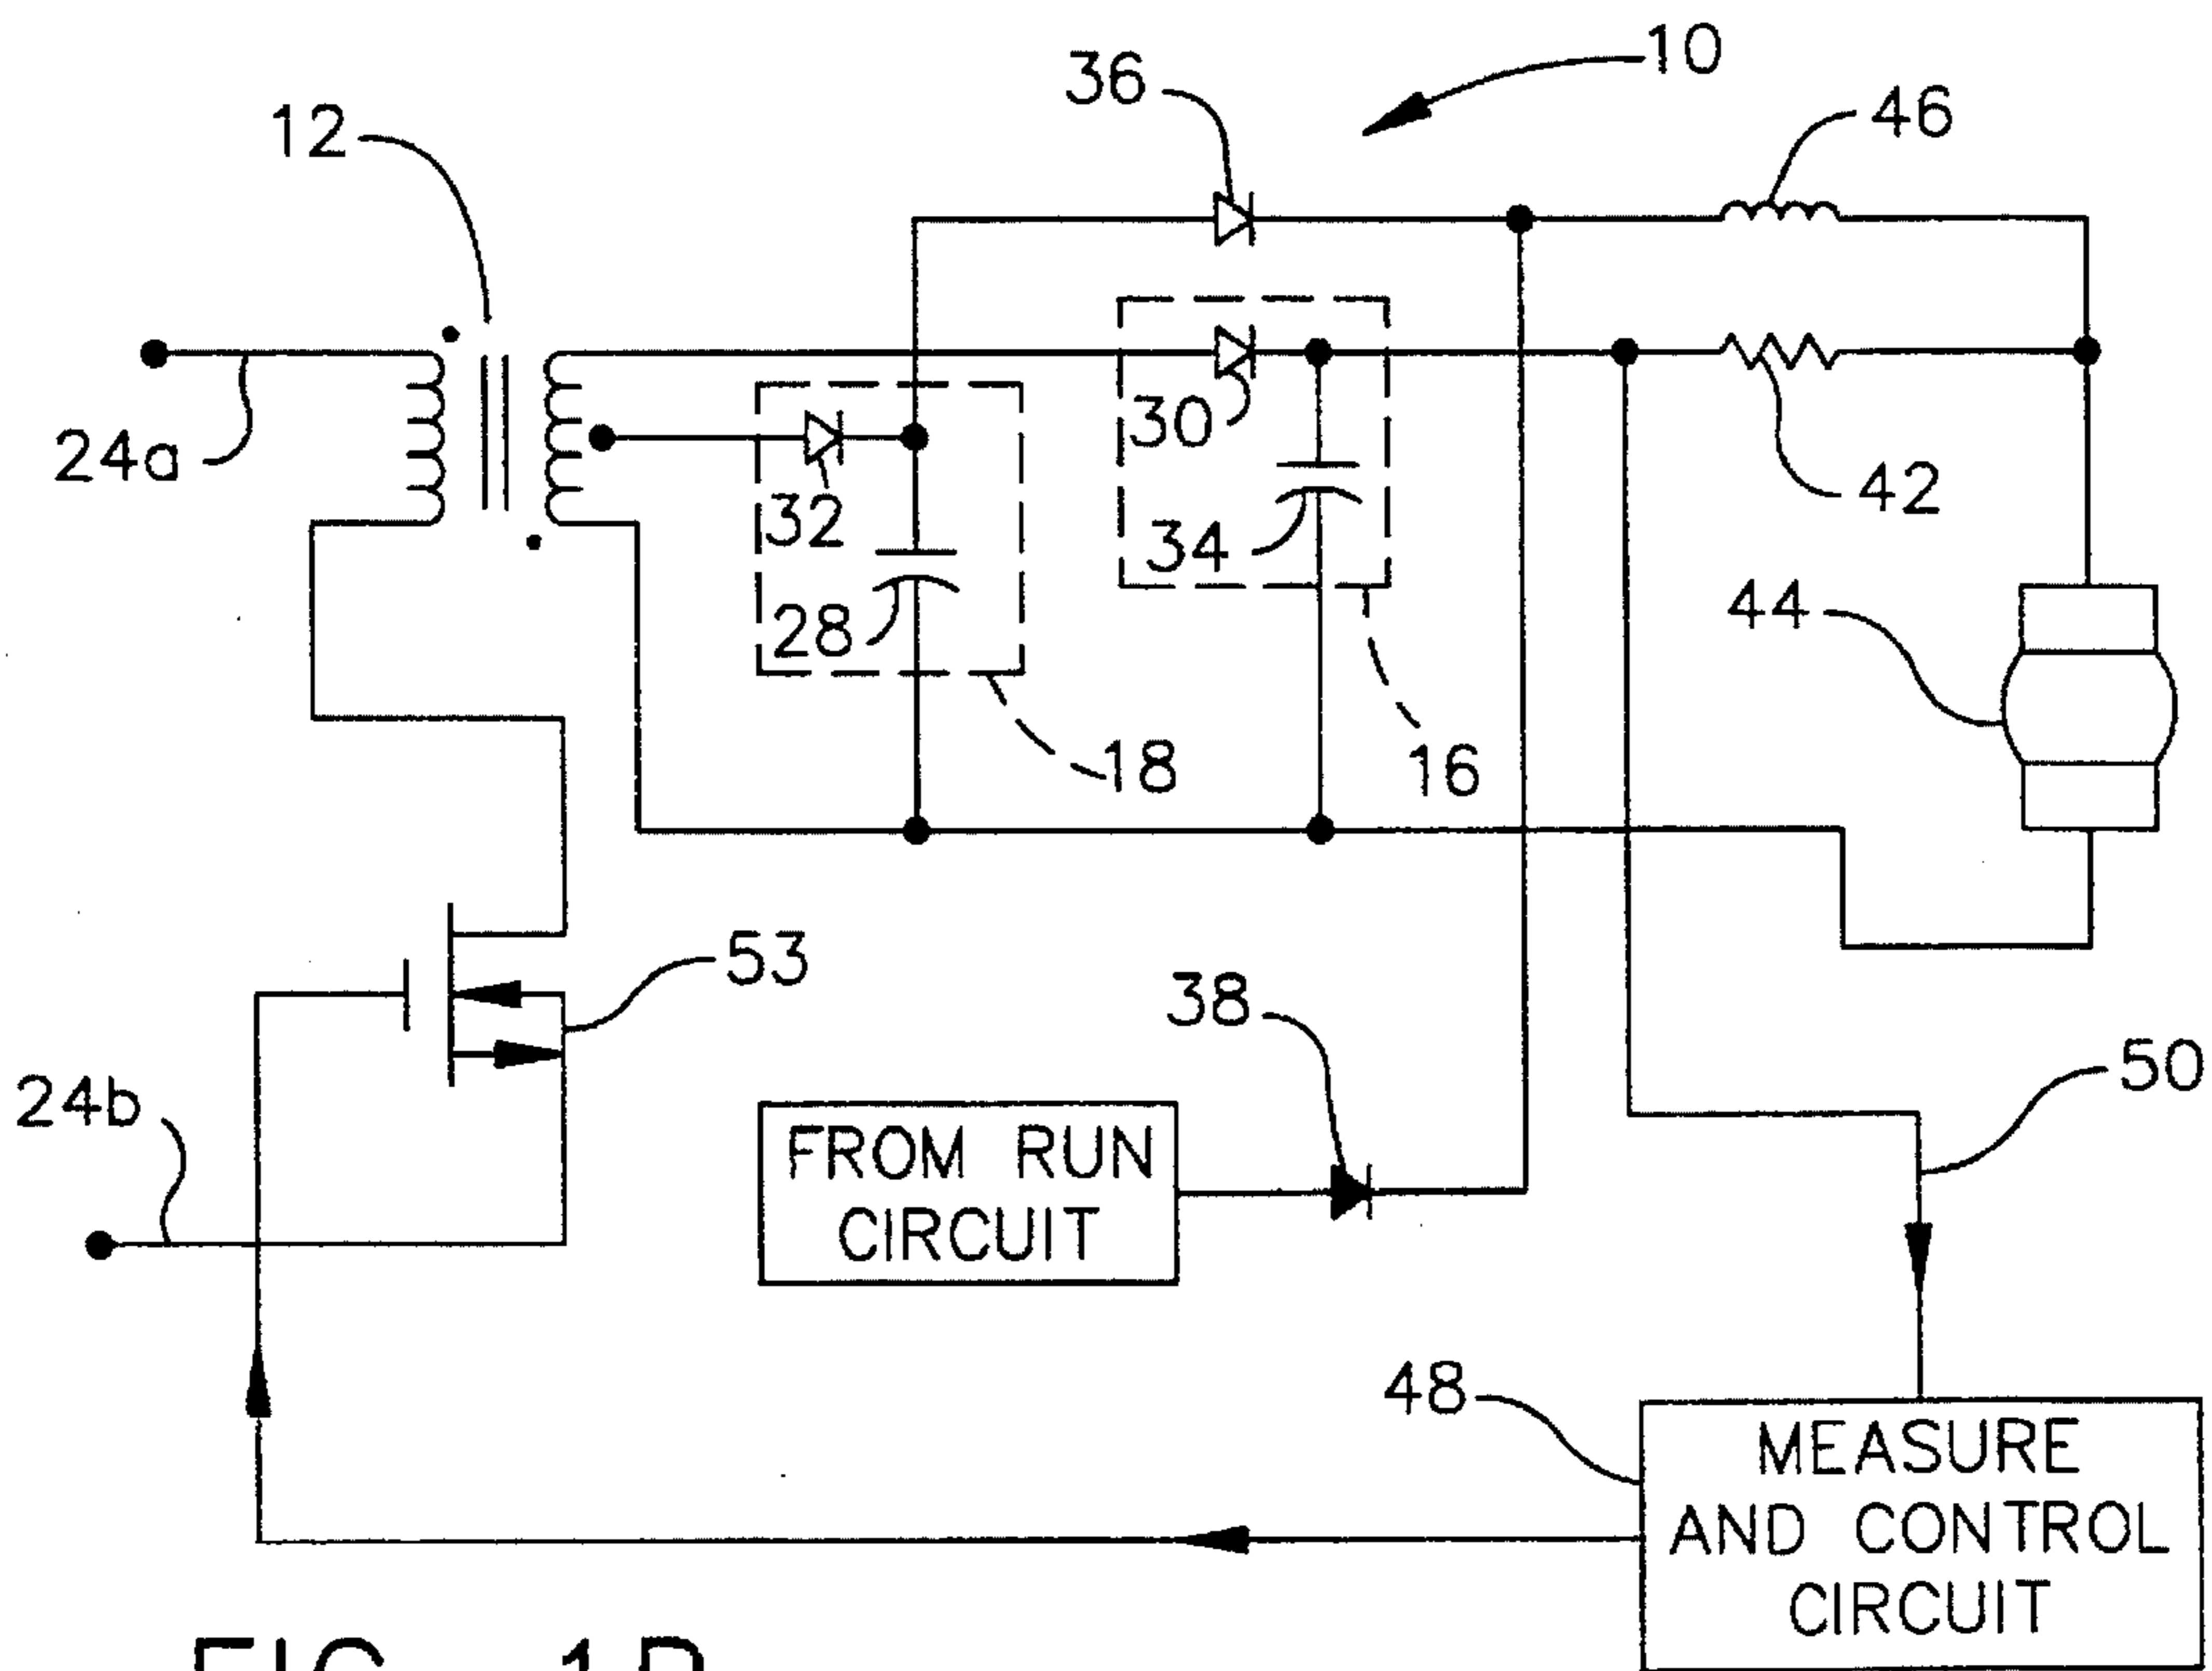 10
36
46
12
24a
30
32
42
34
28
44
18
16
53
38
50
24b
FROM RUN
CIRCUIT
48
MEASURE
AND CONTROL
CIRCUIT